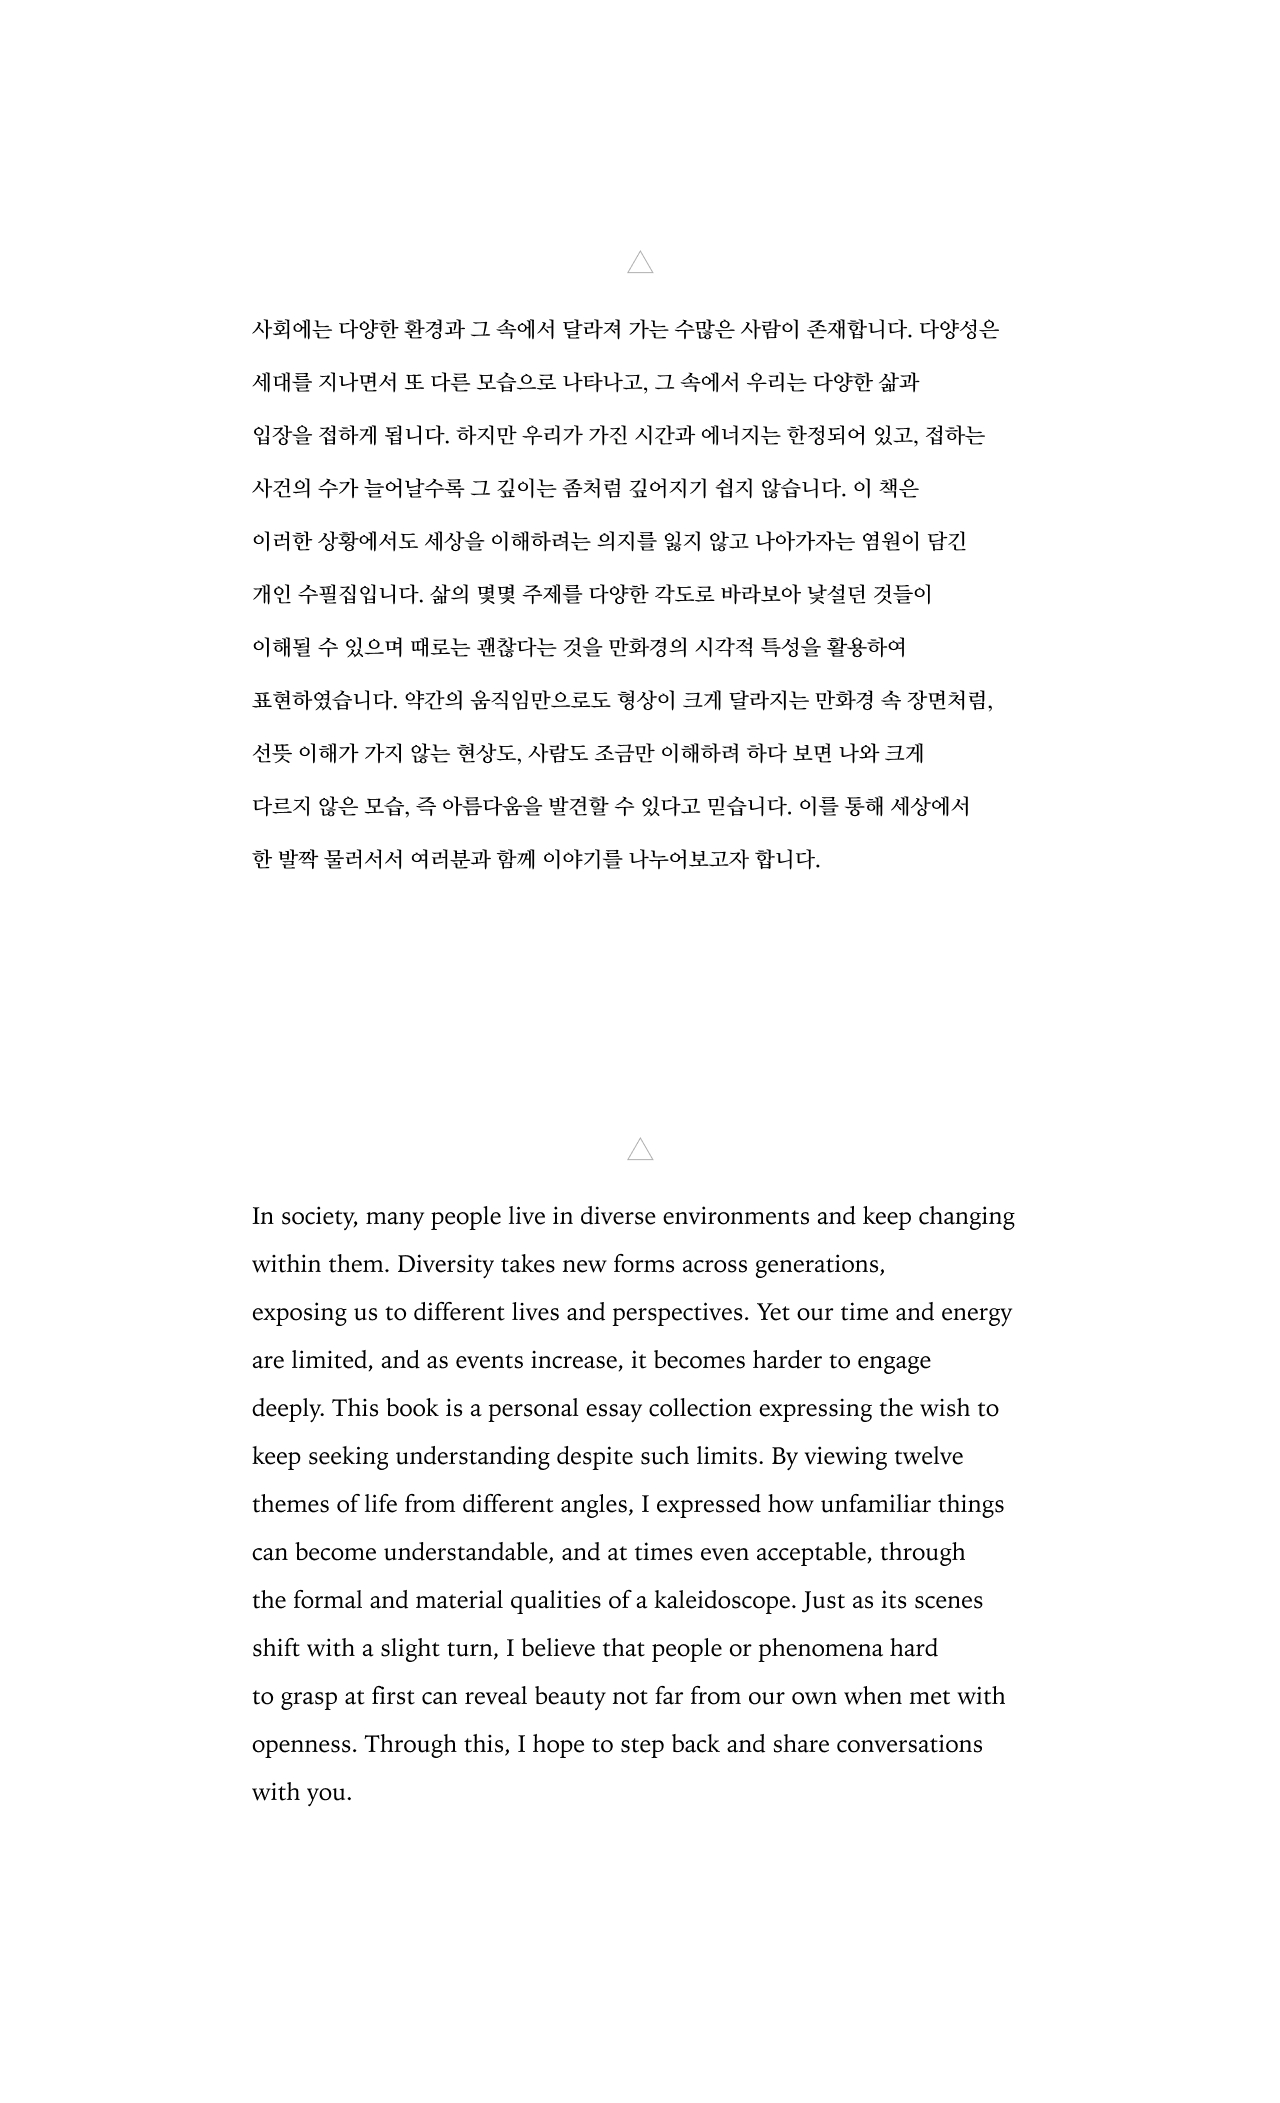 사회에는 다양한 환경과 그 속에서 달라져 가는 수많은 사람이 존재합니다. 다양성은
세대를 지나면서 또 다른 모습으로 나타나고, 그 속에서 우리는 다양한 삶과
입장을 접하게 됩니다. 하지만 우리가 가진 시간과 에너지는 한정되어 있고, 접하는
사건의 수가 늘어날수록 그 깊이는 좀처럼 깊어지기 쉽지 않습니다. 이 책은
이러한 상황에서도 세상을 이해하려는 의지를 잃지 않고 나아가자는 염원이 담긴
개인 수필집입니다. 삶의 몇몇 주제를 다양한 각도로 바라보아 낯설던 것들이
이해될 수 있으며 때로는 괜찮다는 것을 만화경의 시각적 특성을 활용하여
표현하였습니다. 약간의 움직임만으로도 형상이 크게 달라지는 만화경 속 장면처럼,
선뜻 이해가 가지 않는 현상도, 사람도 조금만 이해하려 하다 보면 나와 크게
다르지 않은 모습, 즉 아름다움을 발견할 수 있다고 믿습니다. 이를 통해 세상에서
한 발짝 물러서서 여러분과 함께 이야기를 나누어보고자 합니다.
In society, many people live in diverse environments and keep changing
within them. Diversity takes new forms across generations,
exposing us to different lives and perspectives. Yet our time and energy
are limited, and as events increase, it becomes harder to engage
deeply. This book is a personal essay collection expressing the wish to
keep seeking understanding despite such limits. By viewing twelve
themes of life from different angles, I expressed how unfamiliar things
can become understandable, and at times even acceptable, through
the formal and material qualities of a kaleidoscope. Just as its scenes
shift with a slight turn, I believe that people or phenomena hard
to grasp at first can reveal beauty not far from our own when met with
openness. Through this, I hope to step back and share conversations
with you.